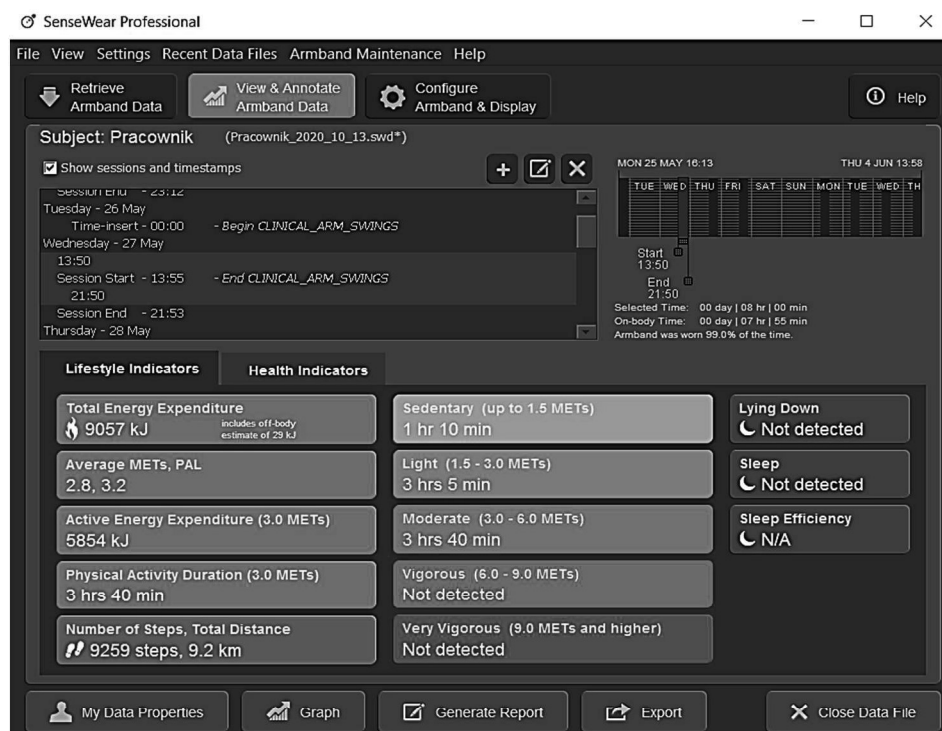 SenseWear Professional
File View Settings Recent Data Files Armband Maintenance Help
Retrieve
Armband Data
View & Annotate
Armband Data
Configure
Armband & Display
Help
Subject: Pracownik (Pracownik_2020_10_13.swd*)
Show sessions and timestamps
Session End - 23:12
Tuesday - 26 May
Time-insert - 00:00 - Begin CLINICAL_ARM_SWINGS
Wednesday - 27 May
13:50
Session Start - 13:55 - End CLINICAL_ARM_SWINGS
21:50
Session End - 21:53
Thursday - 28 May
MON 25 MAY 16:13 THU 4 JUN 13:58
TUE WED THU FRI SAT SUN MON TUE WED TH
Start
13:50
End
21:50
Selected Time: 00 day | 08 hr | 00 min
On-body Time: 00 day | 07 hr | 55 min
Armband was worn 99.0% of the time.
Lifestyle Indicators Health Indicators
Total Energy Expenditure
9057 kJ
includes off-body
estimate of 29 kJ
Average METs, PAL
2.8, 3.2
Active Energy Expenditure (3.0 METs)
5854 kJ
Physical Activity Duration (3.0 METs)
3 hrs 40 min
Number of Steps, Total Distance
9259 steps, 9.2 km
Sedentary (up to 1.5 METs)
1 hr 10 min
Light (1.5 - 3.0 METs)
3 hrs 5 min
Moderate (3.0 - 6.0 METs)
3 hrs 40 min
Vigorous (6.0 - 9.0 METs)
Not detected
Very Vigorous (9.0 METs and higher)
Not detected
Lying Down
Not detected
Sleep
Not detected
Sleep Efficiency
N/A
My Data Properties
Graph
Generate Report
Export
Close Data File